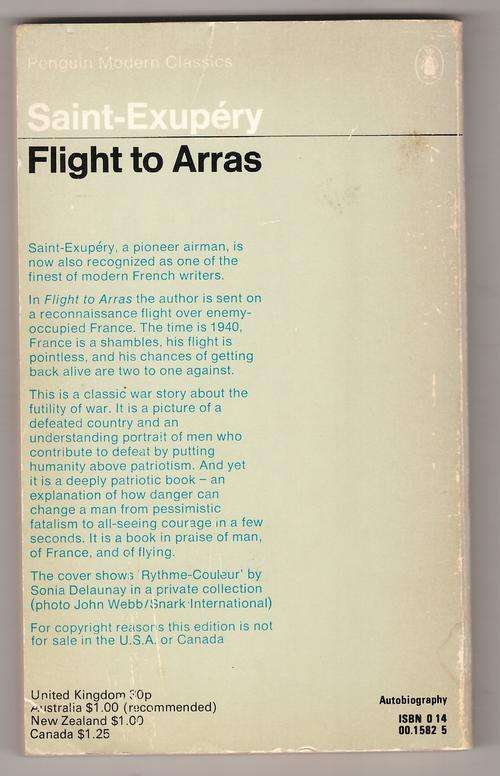 Penguin Modern Classics
Saint-Exupéry
Flight to Arras
Saint-Exupéry, a pioneer airman, is
now also recognized as one of the
finest of modern French writers.
In Flight to Arras the author is sent on
a reconnaissance flight over enemy-
occupied France. The time is 1940,
France is a shambles, his flight is
pointless, and his chances of getting
back alive are two to one against.
This is a classic war story about the
futility of war. It is a picture of a
defeated country and an
understanding portrait of men who
contribute to defeat by putting
humanity above patriotism. And yet
it is a deeply patriotic book – an
explanation of how danger can
change a man from pessimistic
fatalism to all-seeing courage in a few
seconds. It is a book in praise of man,
of France, and of flying.
The cover shows 'Rythme-Couleur' by
Sonia Delaunay in a private collection
(photo John Webb/Snark International)
For copyright reasons this edition is not
for sale in the U.S.A. or Canada
United Kingdom
Australia $1.00 (recommended)
New Zealand $1.00
Canada $1.25
Autobiography
ISBN 0 14
00.1582 5